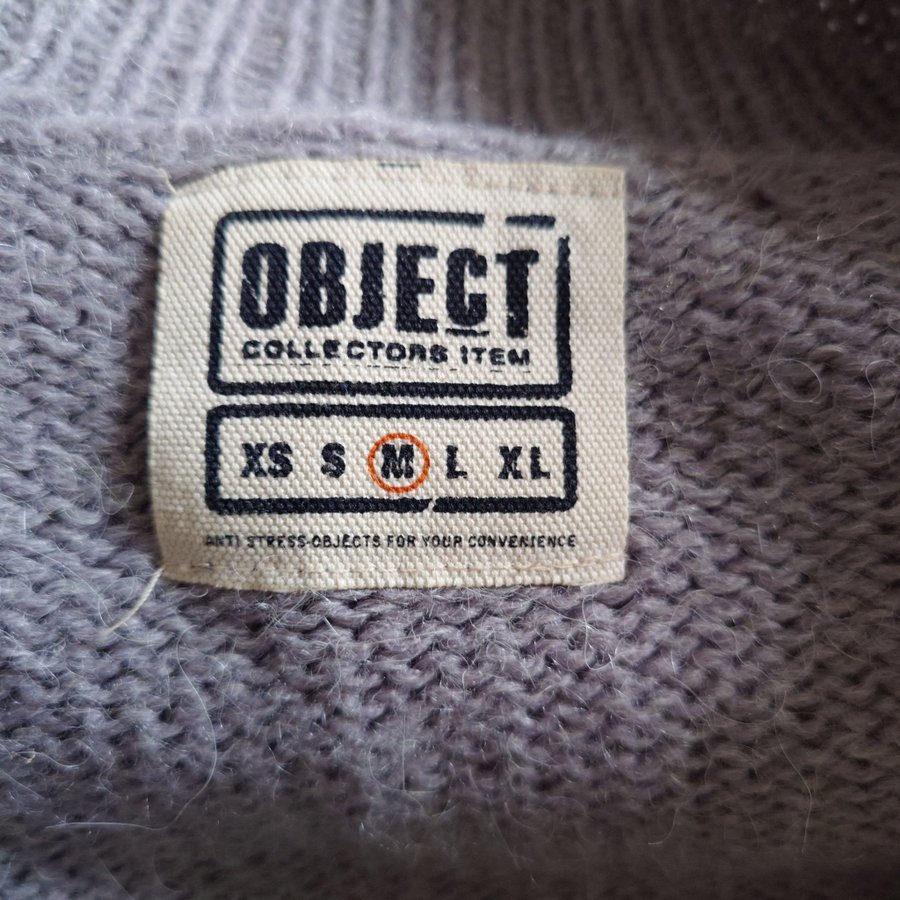 OBJECT
COLLECTORS ITEM
XS S M L XL
ANTI STRESS-OBJECTS FOR YOUR CONVENIENCE